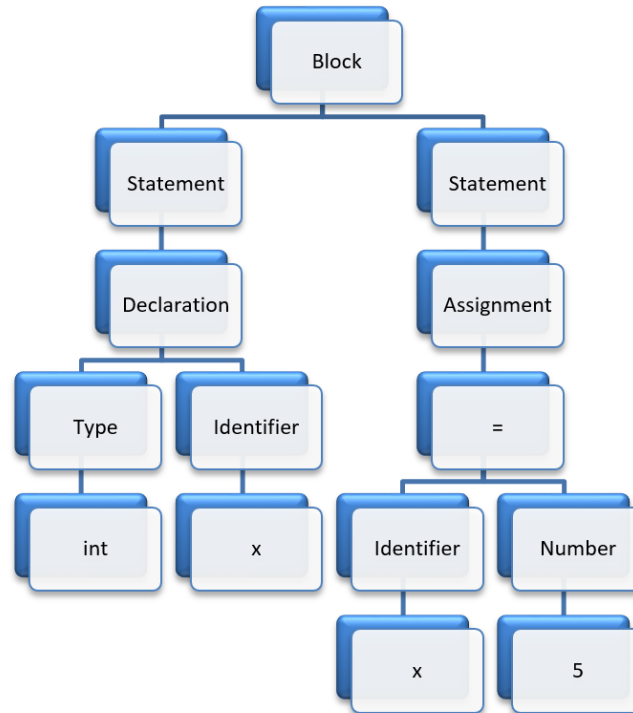 Block
Statement
Statement
Declaration
Assignment
Type
Identifier
=
int
x
Identifier
Number
x
5